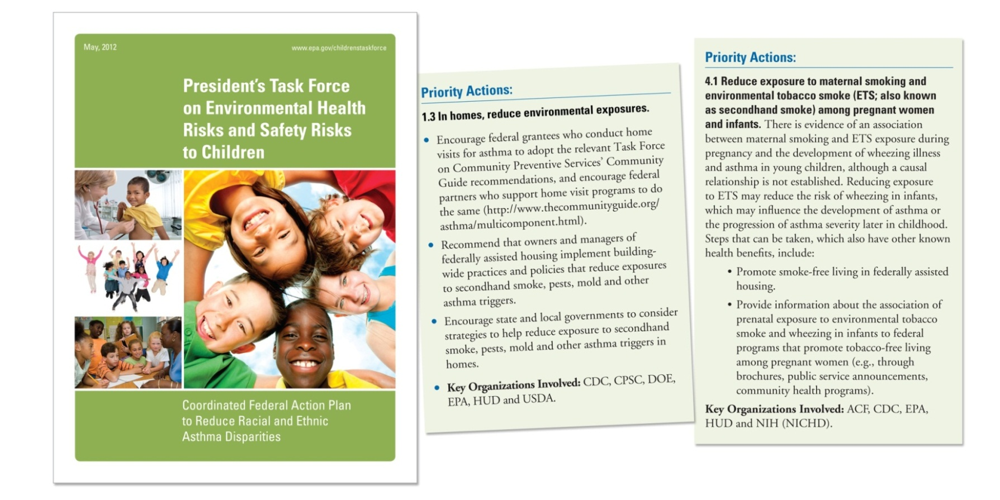 May, 2012
www.epa.gov/childrenstaskforce
President's Task Force
on Environmental Health
Risks and Safety Risks
to Children
Coordinated Federal Action Plan
to Reduce Racial and Ethnic
Asthma Disparities
Priority Actions:
1.3 In homes, reduce environmental exposures.
• Encourage federal grantees who conduct home
visits for asthma to adopt the relevant Task Force
on Community Preventive Services' Community
Guide recommendations, and encourage federal
partners who support home visit programs to do
the same (http://www.thecommunityguide.org/
asthma/multicomponent.html).
• Recommend that owners and managers of
federally assisted housing implement building-
wide practices and policies that reduce exposures
to secondhand smoke, pests, mold and other
asthma triggers.
• Encourage state and local governments to consider
strategies to help reduce exposure to secondhand
smoke, pests, mold and other asthma triggers in
homes.
• Key Organizations Involved: CDC, CPSC, DOE,
EPA, HUD and USDA.
Priority Actions:
4.1 Reduce exposure to maternal smoking and
environmental tobacco smoke (ETS; also known
as secondhand smoke) among pregnant women
and infants. There is evidence of an association
between maternal smoking and ETS exposure during
pregnancy and the development of wheezing illness
and asthma in young children, although a causal
relationship is not established. Reducing exposure
to ETS may reduce the risk of wheezing in infants,
which may influence the development of asthma or
the progression of asthma severity later in childhood.
Steps that can be taken, which also have other known
health benefits, include:
• Promote smoke-free living in federally assisted
housing.
• Provide information about the association of
prenatal exposure to environmental tobacco
smoke and wheezing in infants to federal
programs that promote tobacco-free living
among pregnant women (e.g., through
brochures, public service announcements,
community health programs).
Key Organizations Involved: ACF, CDC, EPA,
HUD and NIH (NICHD).